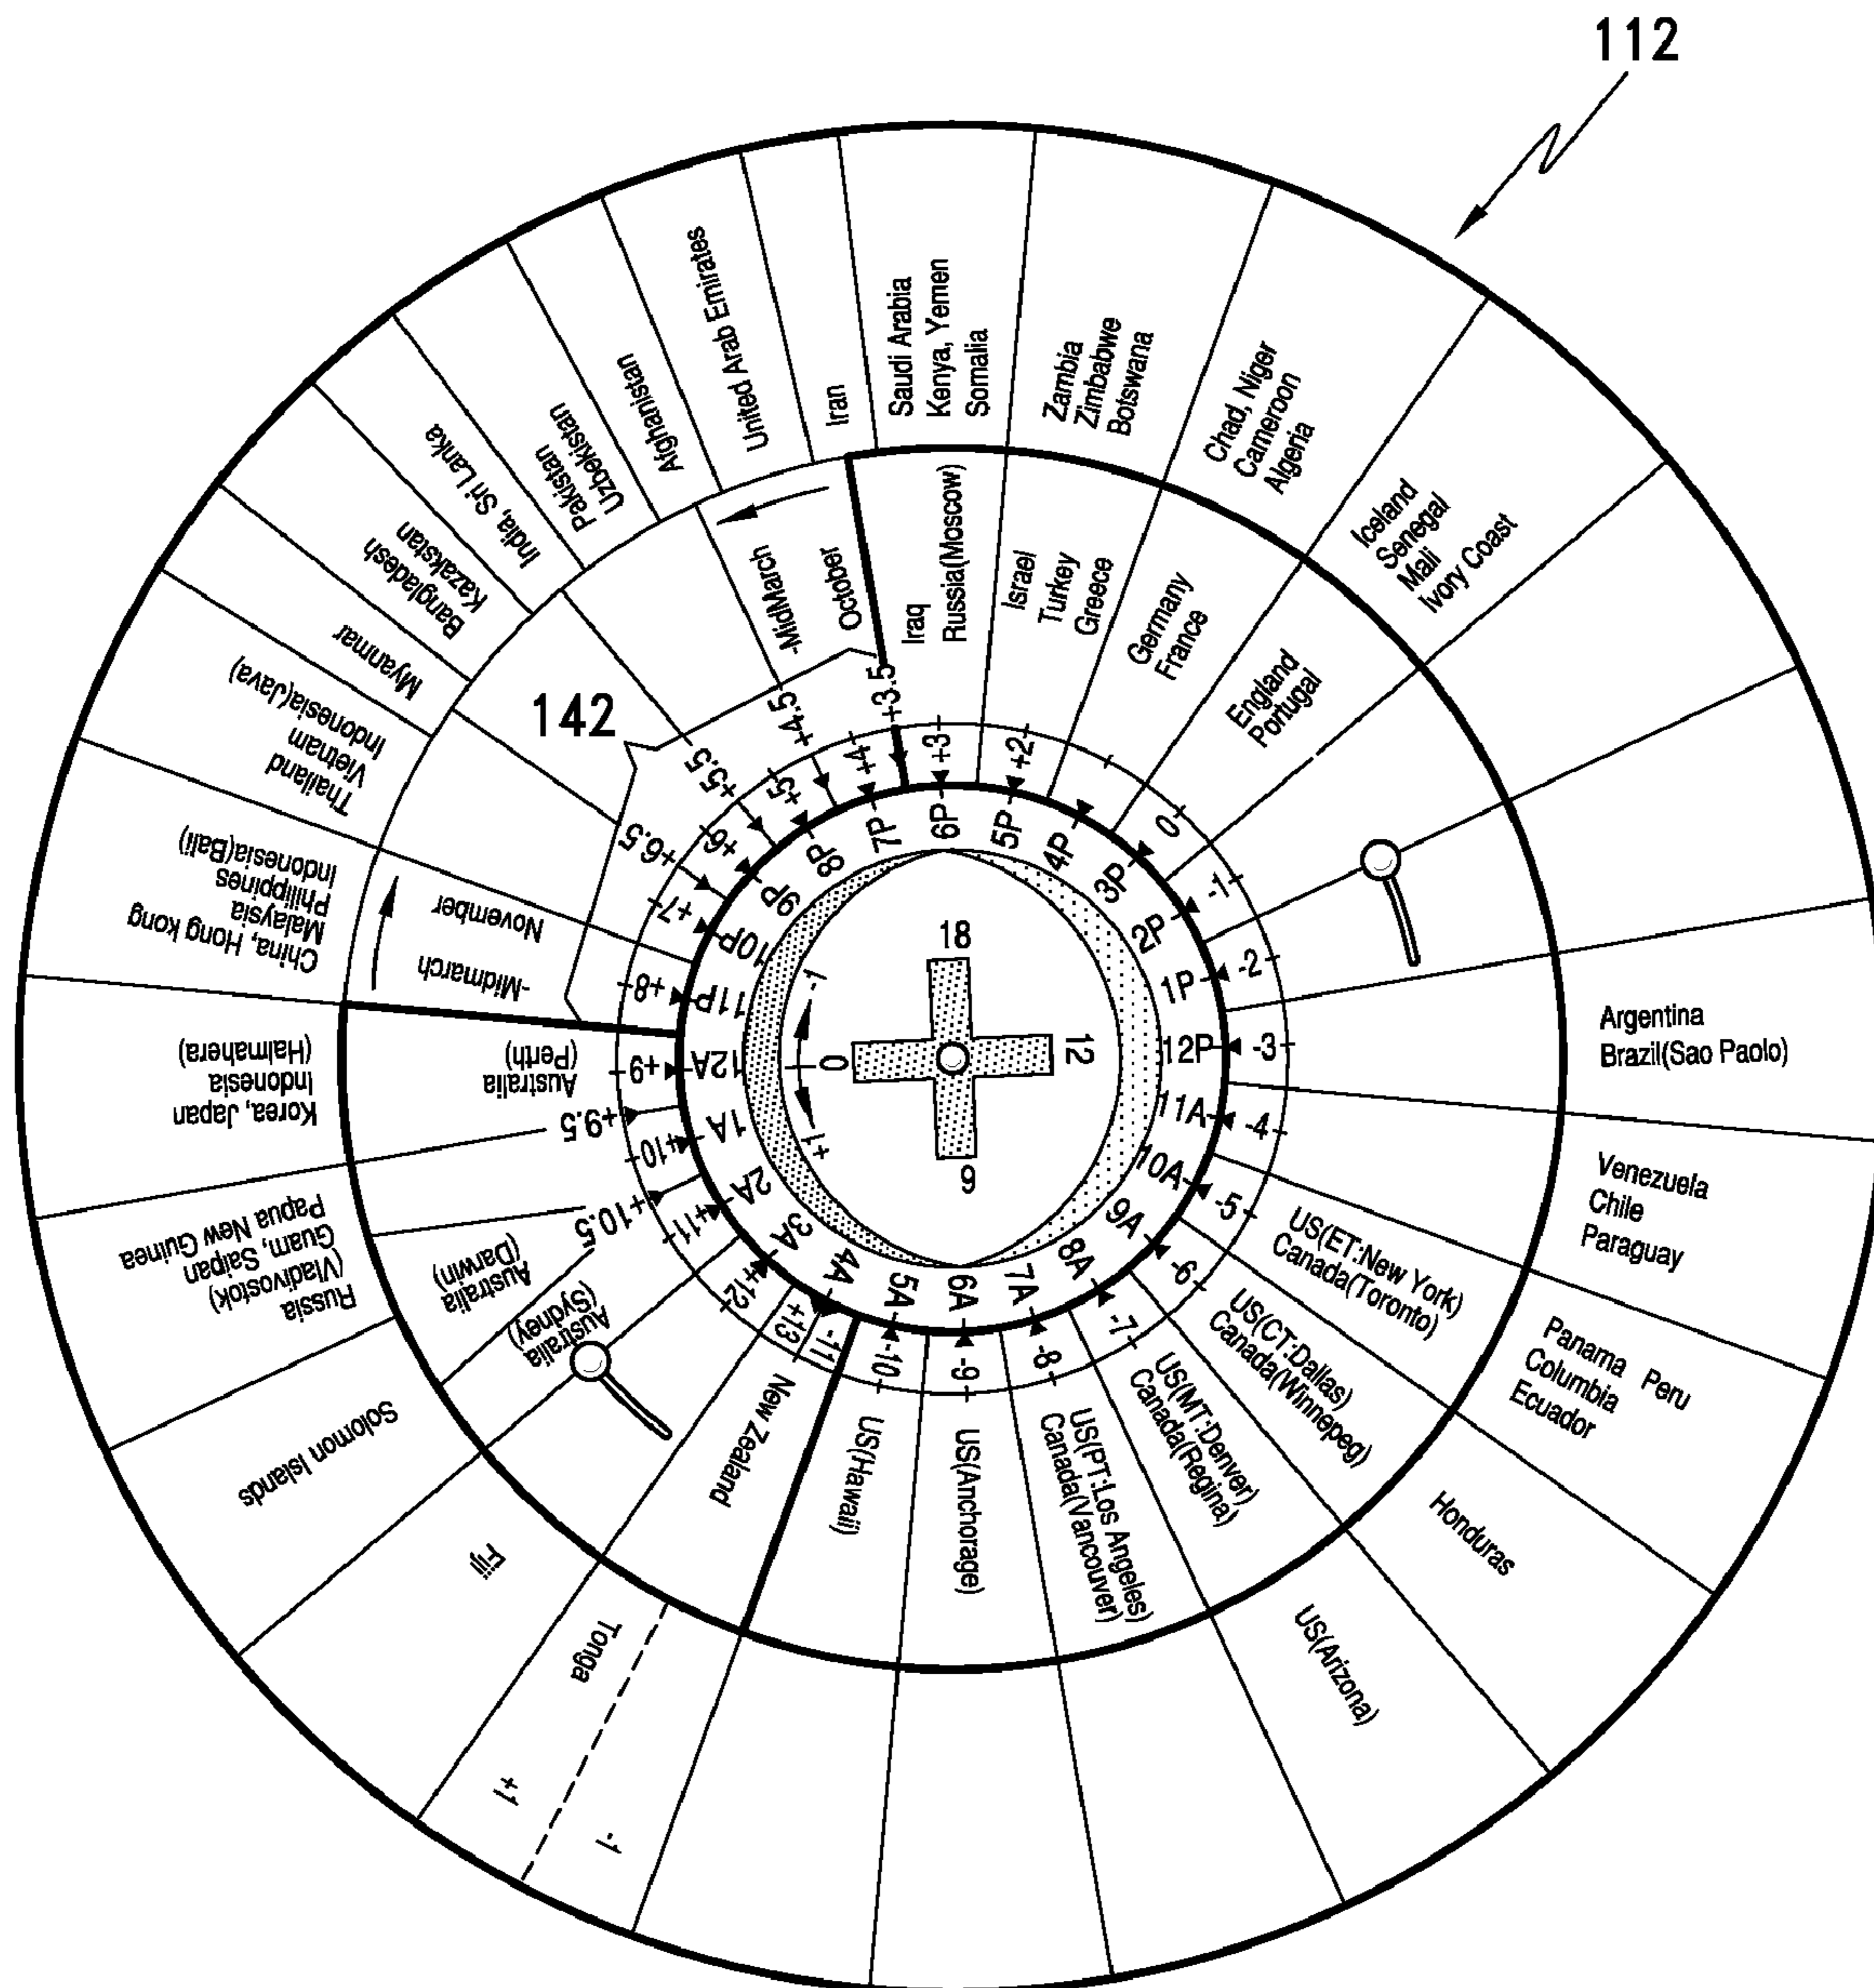 112
Saudi Arabia
Kenya, Yemen
Somalia
Zambia
Zimbabwe
Botswana
Chad, Niger
Cameroon
Algeria
Iceland
Senegal
Mali
Ivory Coast
Argentina
Brazil(Sao Paolo)
Venezuela
Chile
Paraguay
Panama Peru
Columbia
Ecuador
Honduras
US(Arizona)
-1
+1
Tonga
Fiji
Solomon Islands
Russia
(Vladivostok)
Guam, Saipan
Papua New Guinea
Korea, Japan
Indonesia
(Halmahera)
China, Hong kong
Malaysia
Philippines
Indonesia(Bali)
Thailand
Vietnam
Indonesia(Java)
Myanmar
Bangladesh
Kazakstan
India, Sri Lanka
Pakistan
Uzbekistan
Afghanistan
United Arab Emirates
Iran
October
-MidMarch
Iraq
Russia(Moscow)
Israel
Turkey
Greece
Germany
France
England
Portugal
US(ET:New York)
Canada(Toronto)
US(CT:Dallas)
Canada(Winnepeg)
US(MT:Denver)
Canada(Regina)
US(PT:Los Angeles)
Canada(Vancouver)
US(Anchorage)
US(Hawaii)
New Zealand
Australia
(Sydney)
Australia
(Darwin)
Australia
(Perth)
-Midmarch
November
142
+3
+2
0
-1
-2
-3
-4
-5
-6
-7
-8
-9
-10
-11
+13
+12
+11
+10.5
+10
+9.5
+9
+8
+7
+6.5
+6
+5.5
+5
+4.5
+4
+3.5
6P
5P
4P
3P
2P
1P
12P
11A
10A
9A
8A
7A
6A
5A
4A
3A
2A
1A
12A
11P
10P
9P
8P
7P
18
12
6
0
-1
+1